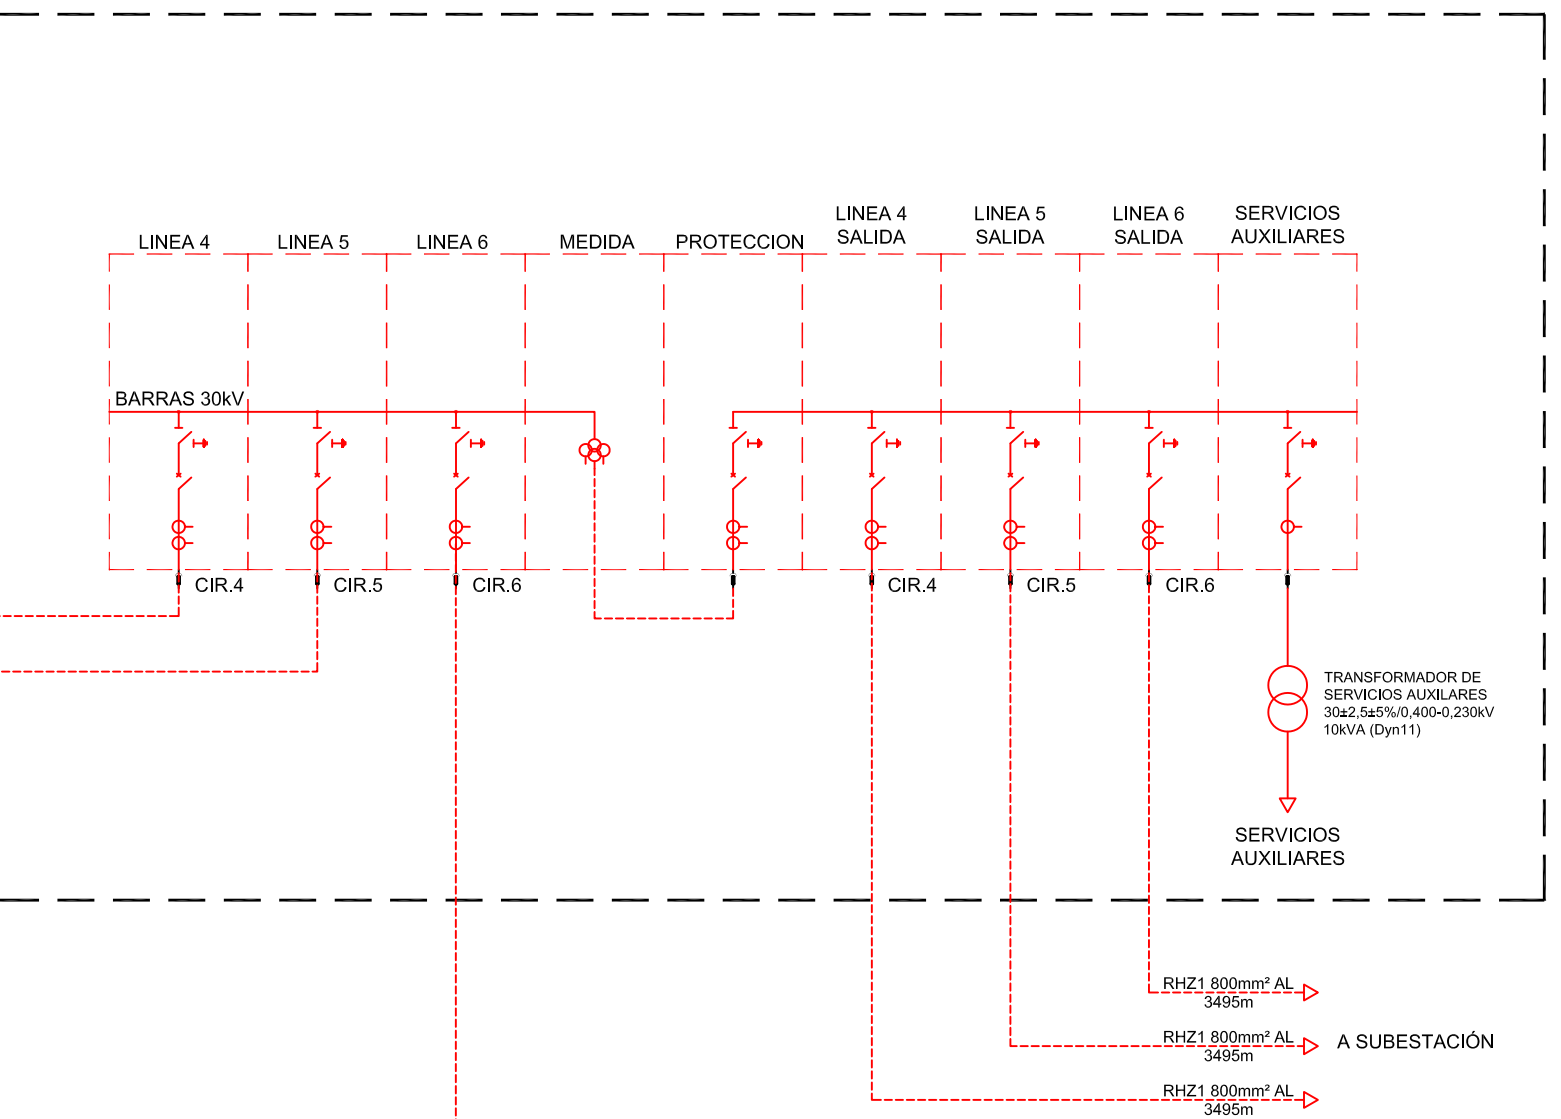 LINEA 4
LINEA 5
LINEA 6
MEDIDA
PROTECCION
LINEA 4
SALIDA
LINEA 5
SALIDA
LINEA 6
SALIDA
SERVICIOS
AUXILIARES
BARRAS 30kV
CIR.4
CIR.5
CIR.6
CIR.4
CIR.5
CIR.6
TRANSFORMADOR DE
SERVICIOS AUXILARES
30±2,5±5%/0,400-0,230kV
10kVA (Dyn11)
SERVICIOS
AUXILIARES
RHZ1 800mm² AL
3495m
RHZ1 800mm² AL
3495m
A SUBESTACIÓN
RHZ1 800mm² AL
3495m